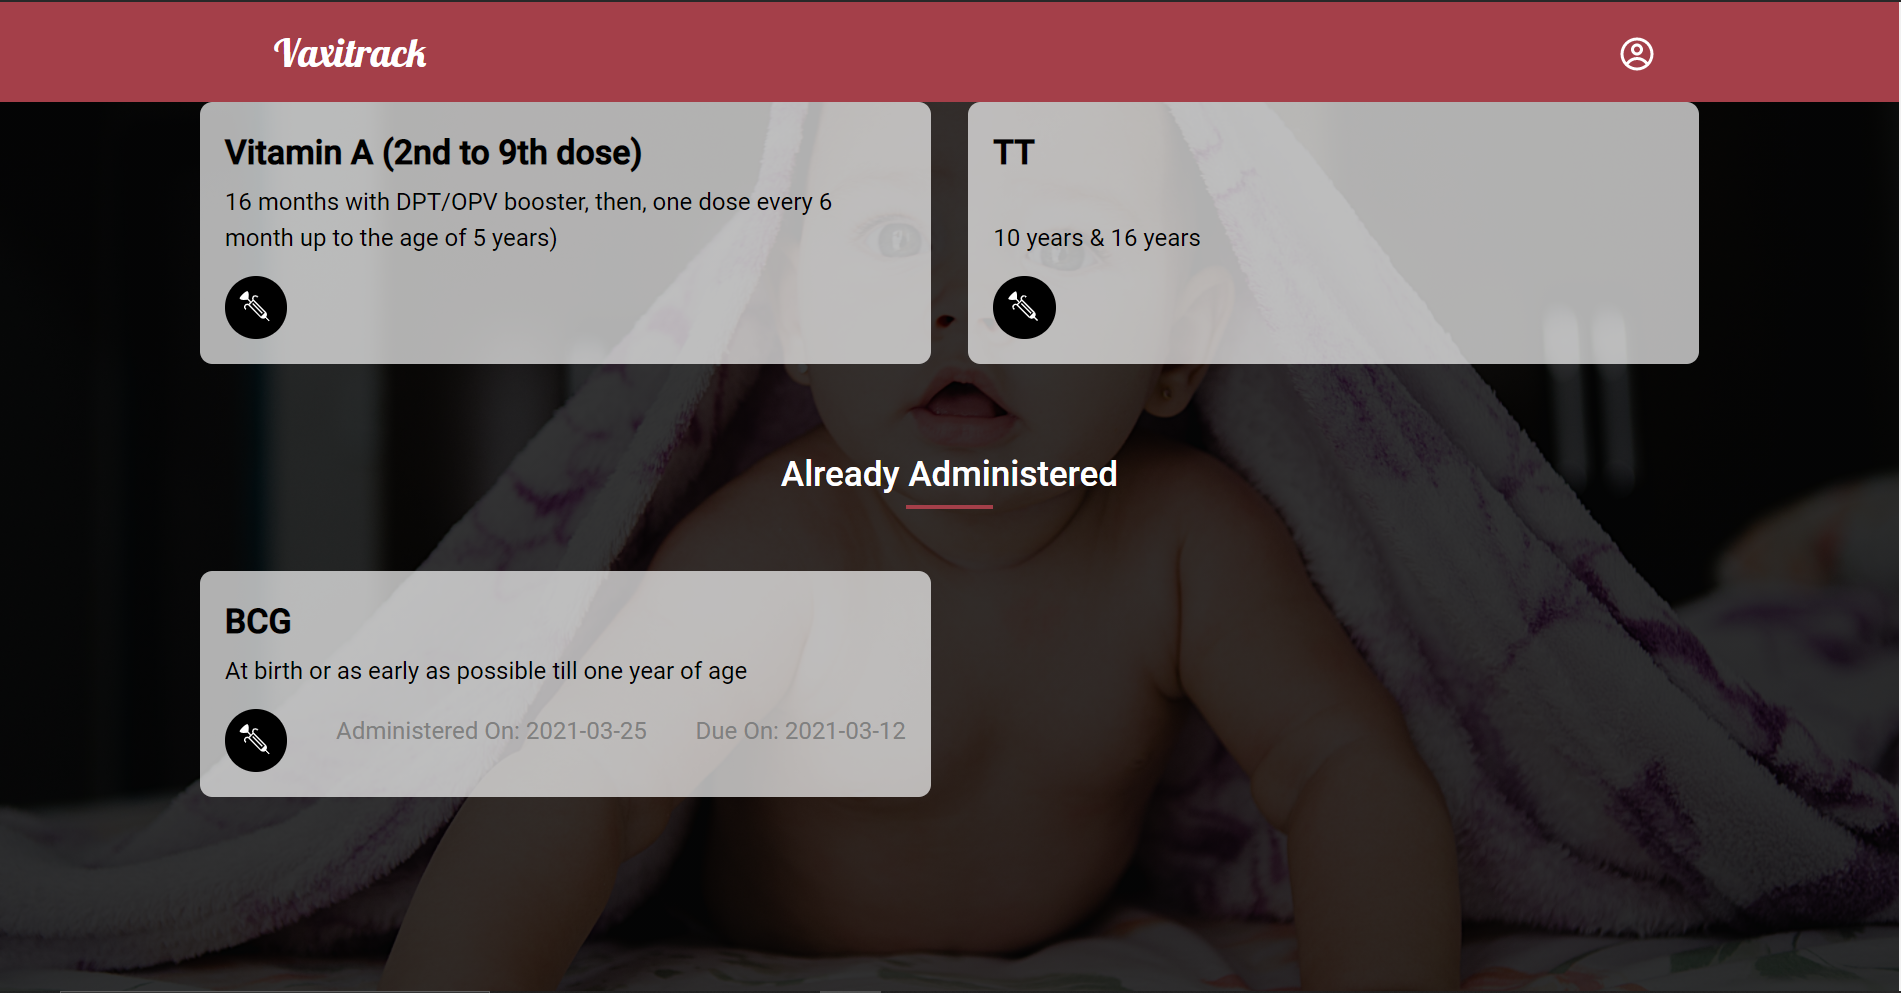 Vaxitrack
Vitamin A (2nd to 9th dose)
16 months with DPT/OPV booster, then, one dose every 6
month up to the age of 5 years)
TT
10 years & 16 years
Already Administered
BCG
At birth or as early as possible till one year of age
Administered On: 2021-03-25 Due On: 2021-03-12